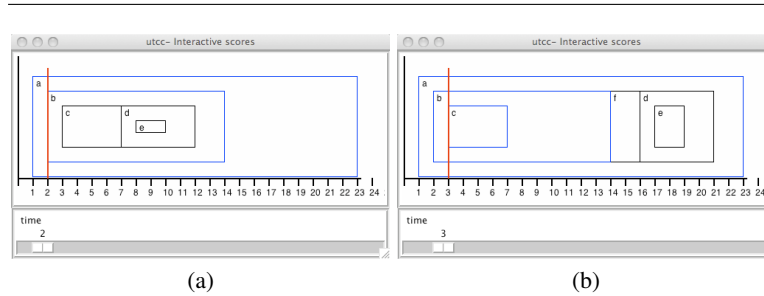 utcc- Interactive scores
a
b
c d
e
1 2 3 4 5 6 7 8 9 10 11 12 13 14 15 16 17 18 19 20 21 22 23 24
time
2
(a)
utcc- Interactive scores
a
b f d
c e
1 2 3 4 5 6 7 8 9 10 11 12 13 14 15 16 17 18 19 20 21 22 23 24
time
3
(b)